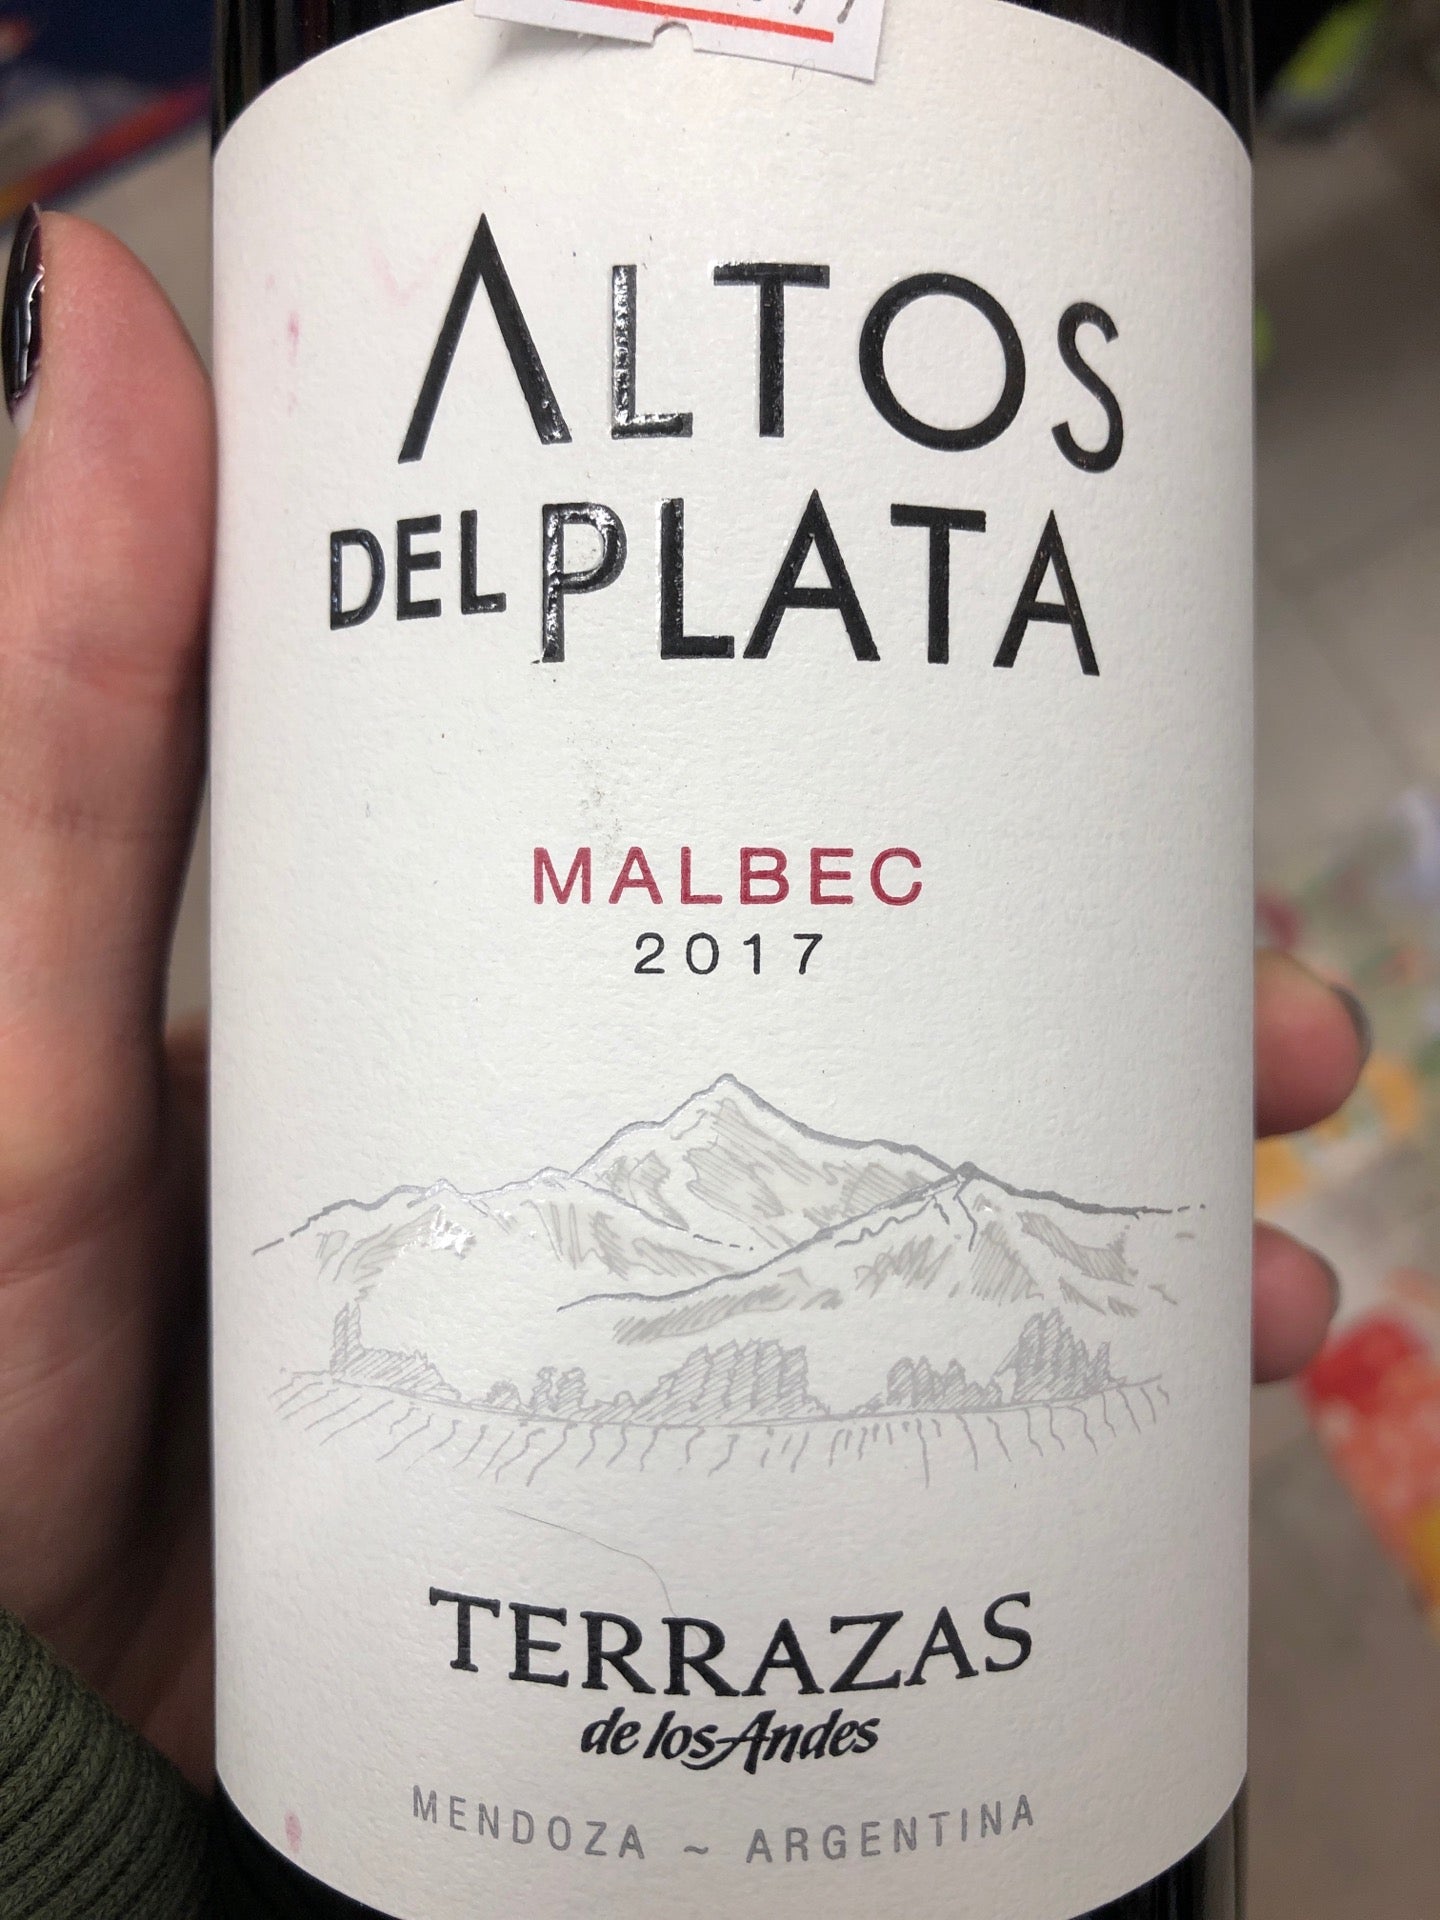 ALTOS
DEL PLATA
MALBEC
2017
TERRAZAS
de los Andes
MENDOZA ~ ARGENTINA